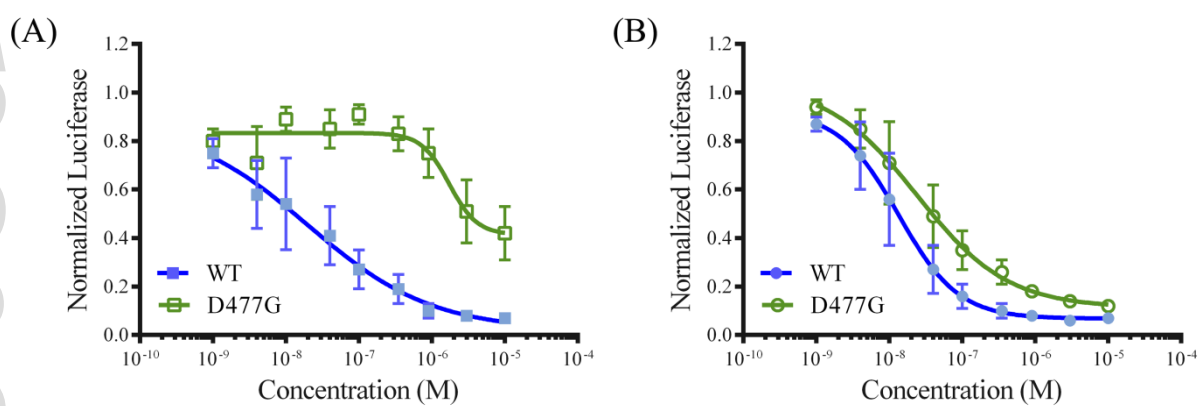 (A)
Normalized Luciferase
1.2
1.0
0.8
0.6
0.4
0.2
0.0
WT
D477G
10⁻¹⁰ 10⁻⁹ 10⁻⁸ 10⁻⁷ 10⁻⁶ 10⁻⁵ 10⁻⁴
Concentration (M)
(B)
Normalized Luciferase
1.2
1.0
0.8
0.6
0.4
0.2
0.0
WT
D477G
10⁻¹⁰ 10⁻⁹ 10⁻⁸ 10⁻⁷ 10⁻⁶ 10⁻⁵ 10⁻⁴
Concentration (M)